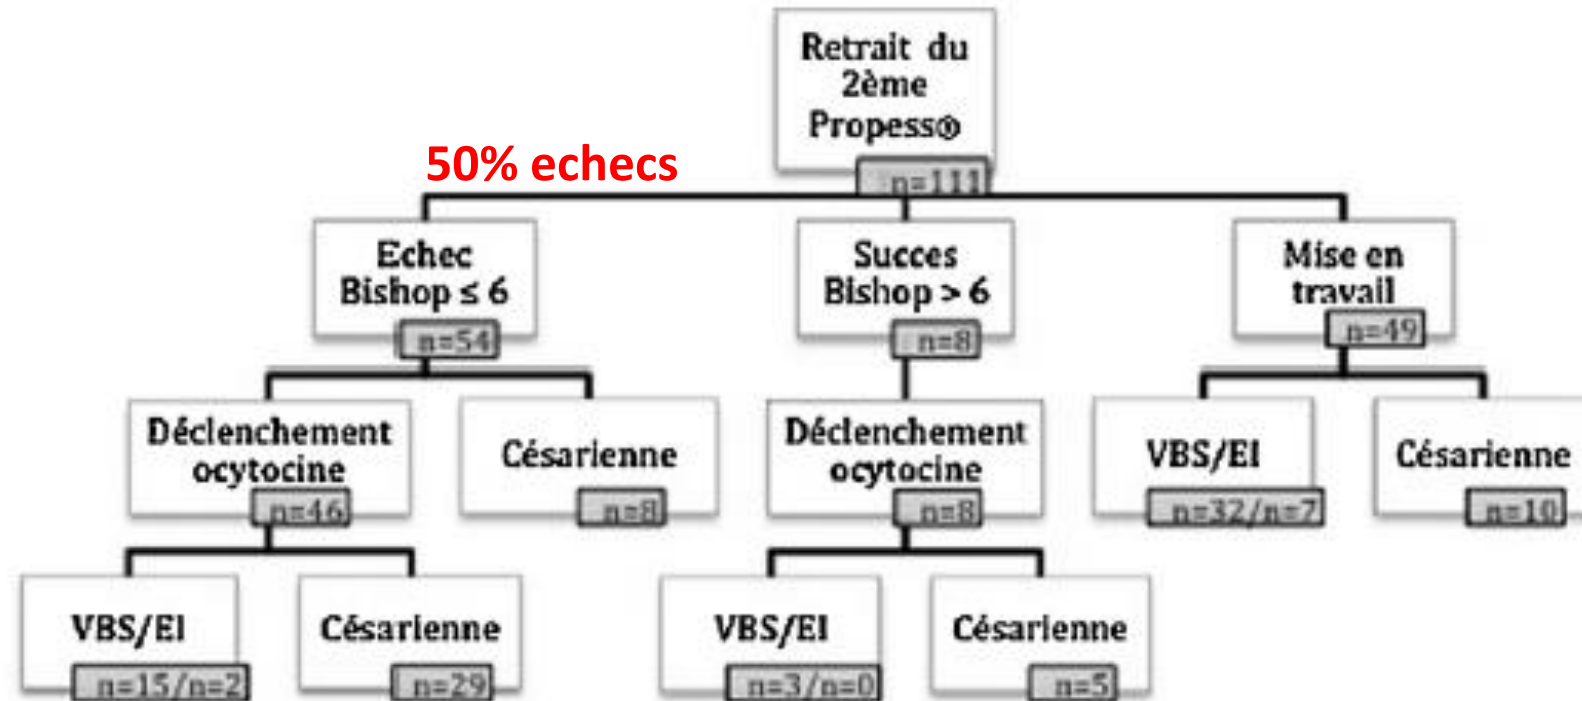 Retrait du
2ème
Propess®
n=111
50% echecs
Echec
Bishop ≤ 6
n=54
Succes
Bishop > 6
n=8
Mise en
travail
n=49
Déclenchement
ocytocine
n=46
Césarienne
n=8
Déclenchement
ocytocine
n=8
VBS/EI
n=32/n=7
Césarienne
n=10
VBS/EI
n=15/n=2
Césarienne
n=29
VBS/EI
n=3/n=0
Césarienne
n=5